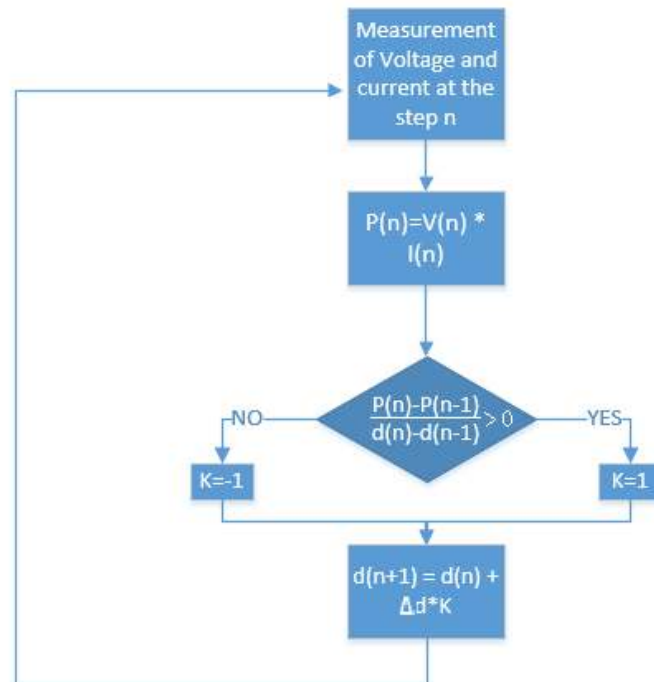 Measurement
of Voltage and
current at the
step n
P(n)=V(n) *
I(n)
P(n)-P(n-1)
d(n)-d(n-1) > 0
NO
YES
K=-1
K=1
d(n+1) = d(n) +
Δd*K